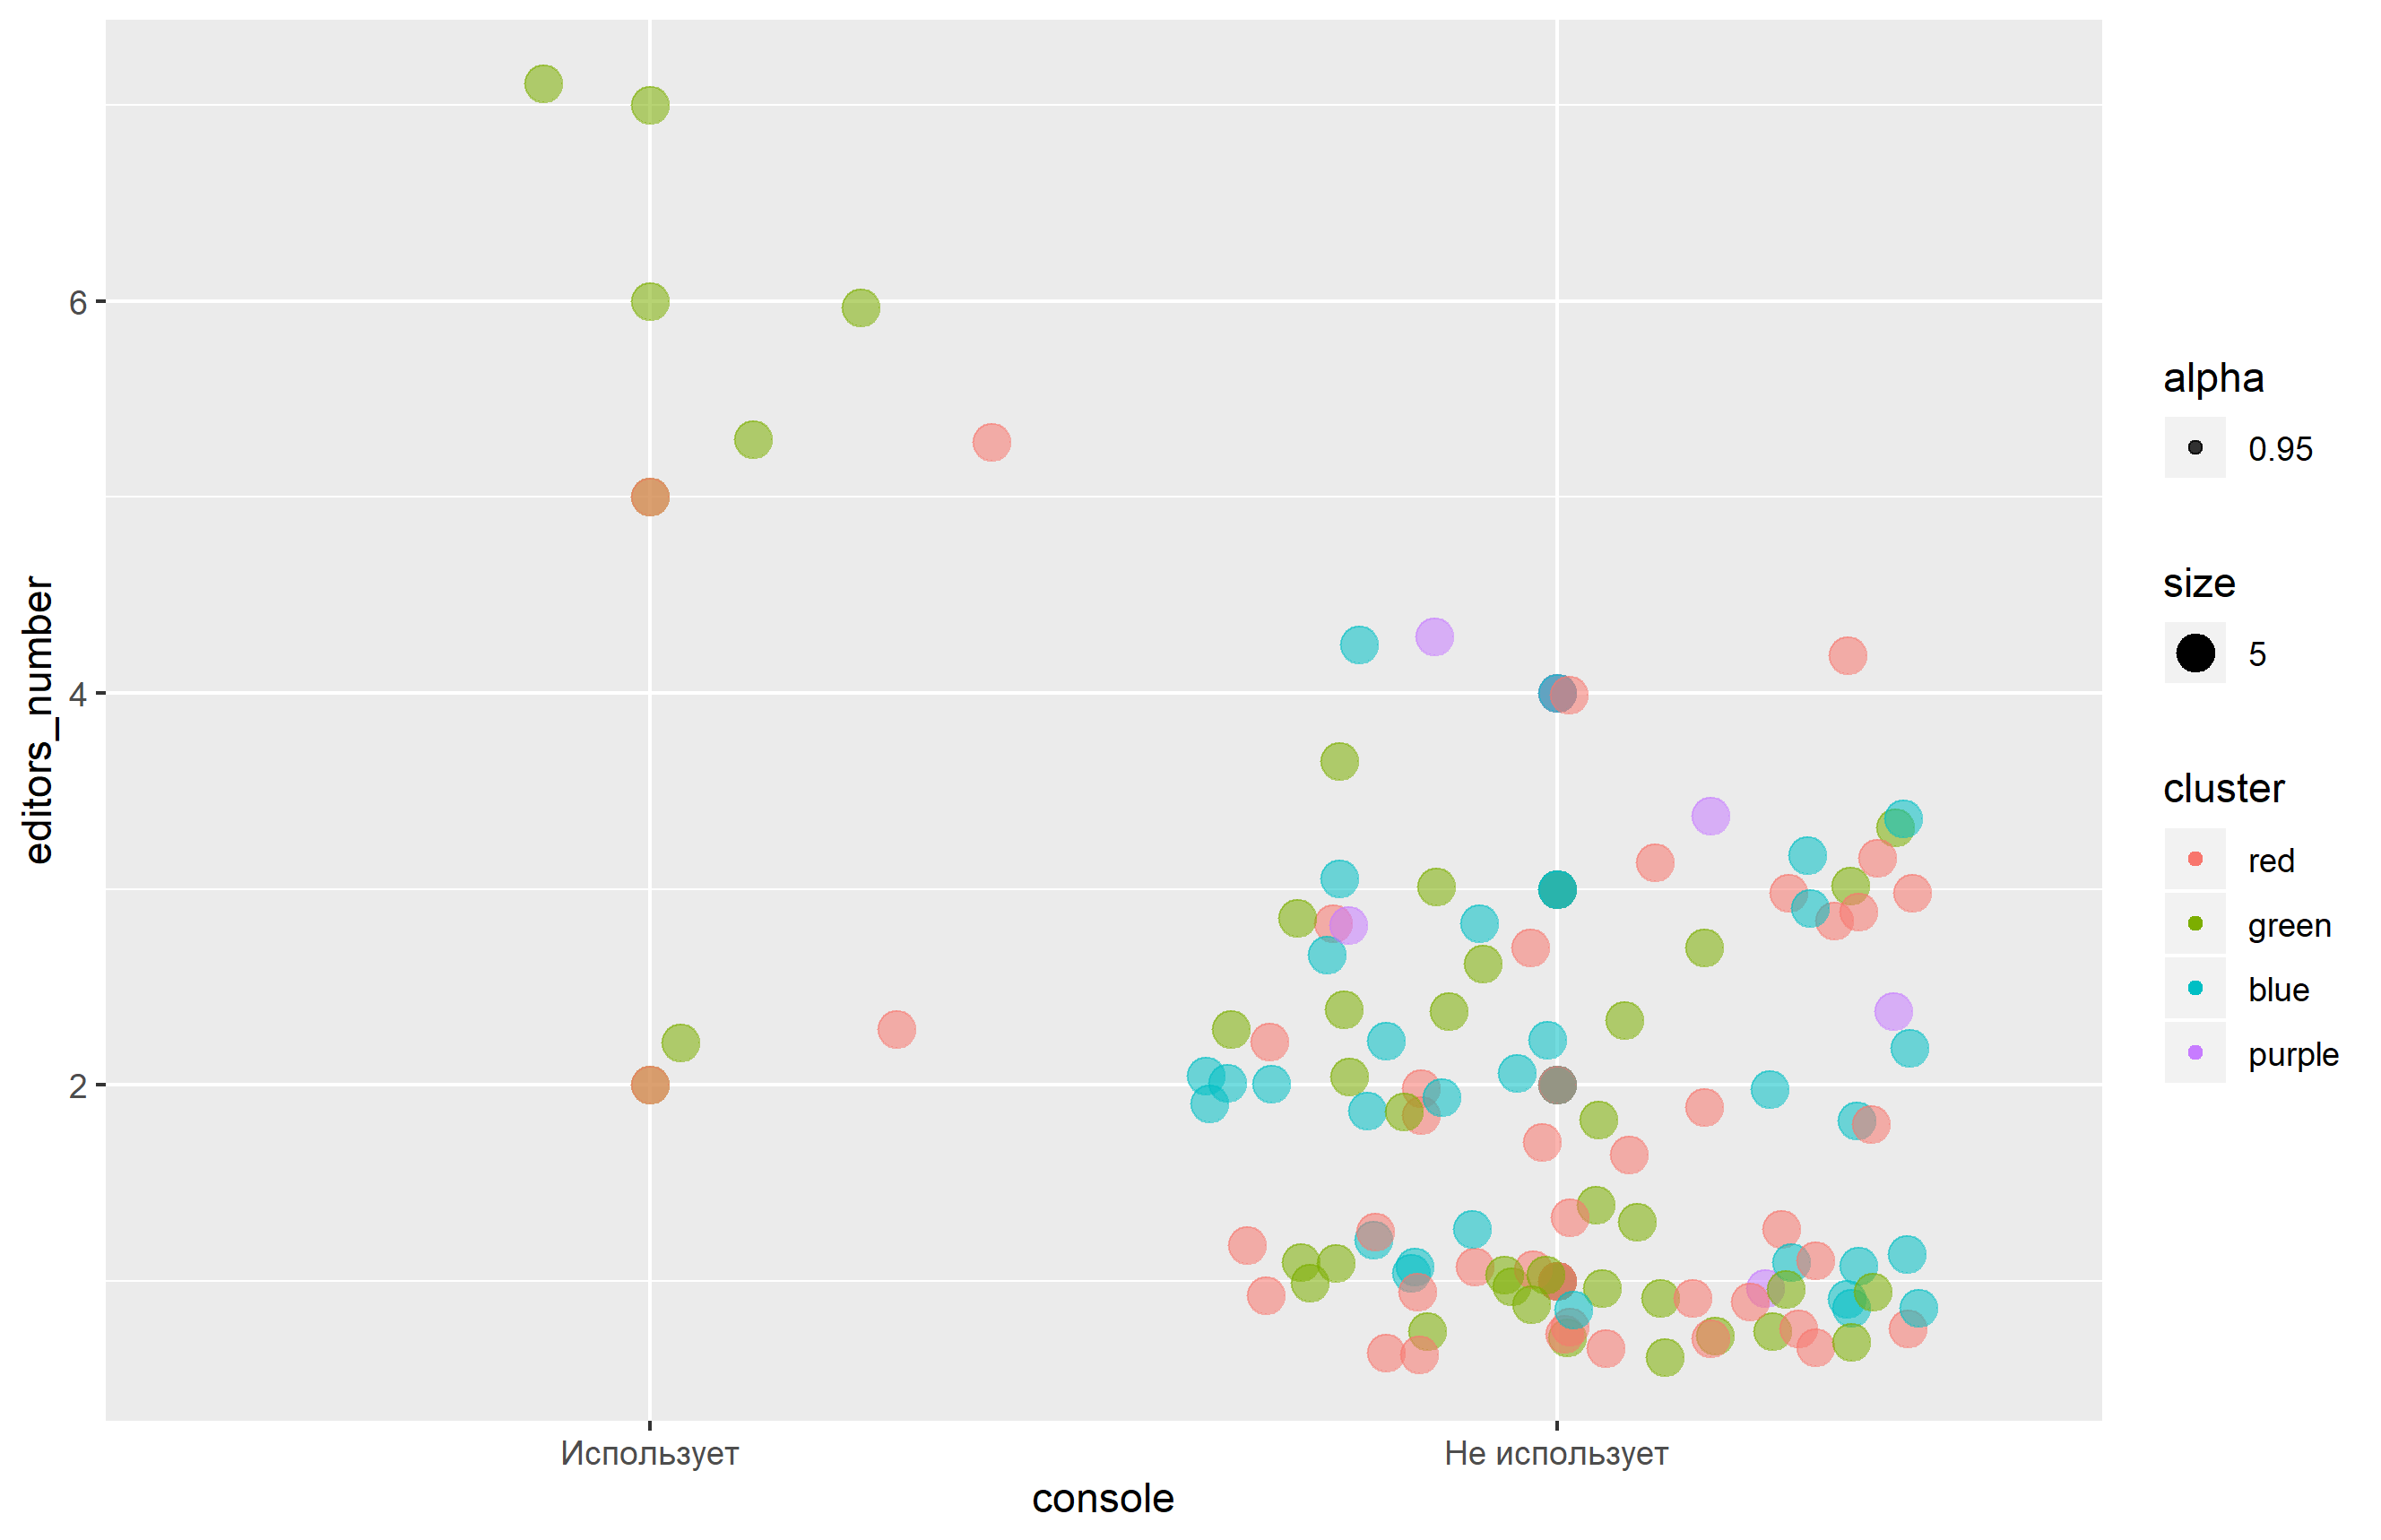 editors_number
6
4
2
Использует
Не использует
console
alpha
0.95
size
5
cluster
red
green
blue
purple